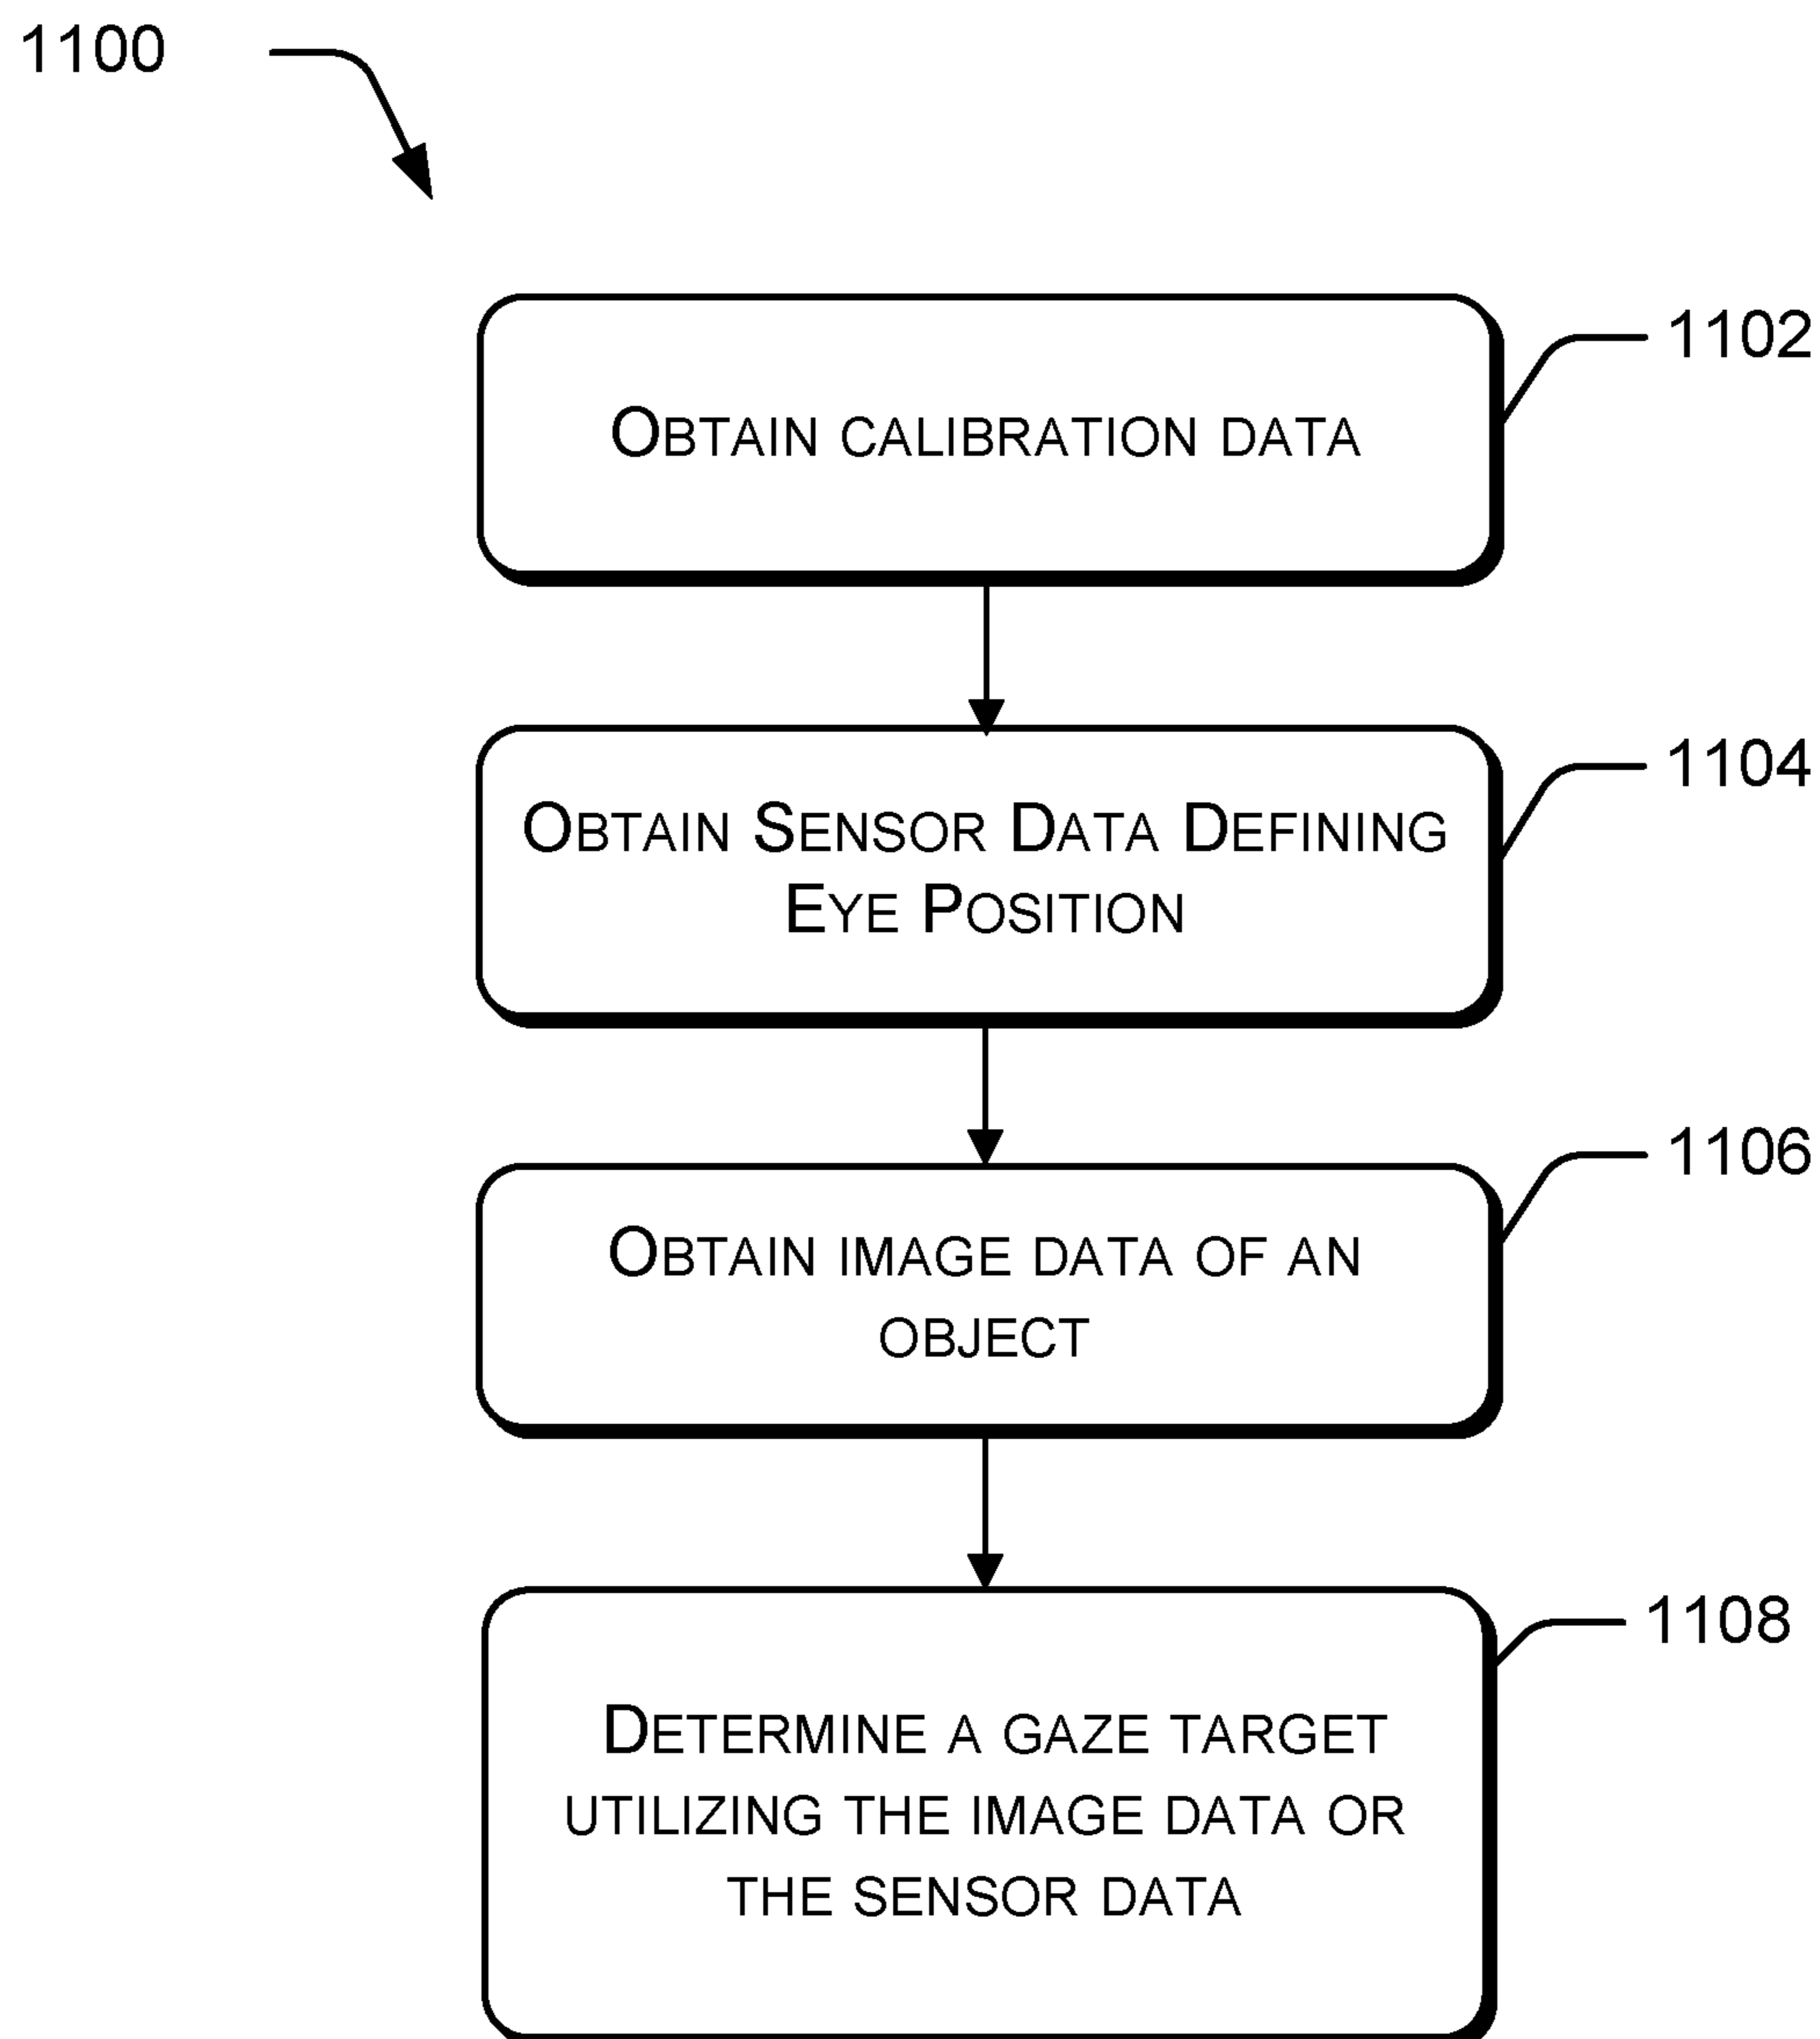 1100
1102
OBTAIN CALIBRATION DATA
1104
OBTAIN SENSOR DATA DEFINING
EYE POSITION
1106
OBTAIN IMAGE DATA OF AN
OBJECT
1108
DETERMINE A GAZE TARGET
UTILIZING THE IMAGE DATA OR
THE SENSOR DATA